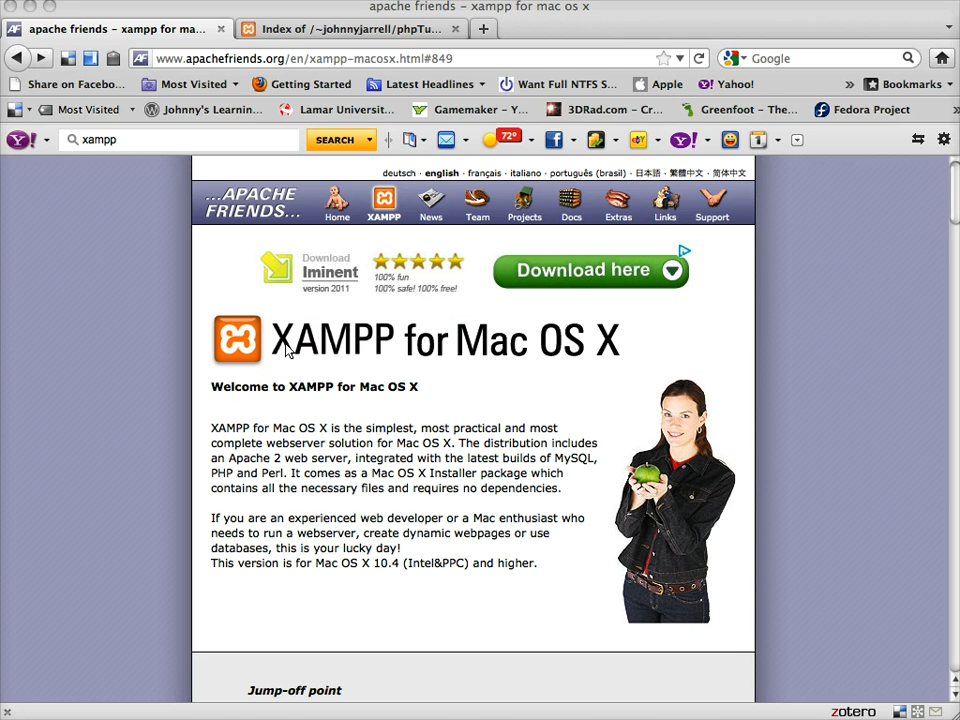 apache friends - xampp for mac os x
apache friends - xampp for ma...
Index of /~johnnyjarrell/phpTu...
www.apachefriends.org/en/xampp-macosx.html#849
Google
Share on Facebo...
Most Visited
Getting Started
Latest Headlines
Want Full NTFS S...
Apple
Yahoo!
»
Bookmarks
Most Visited
Johnny's Learnin...
Lamar Universit...
Gamemaker - Y...
3DRad.com - Cr...
Greenfoot - The...
Fedora Project
Y!
xampp
SEARCH
72°
deutsch · english · français · italiano · português (brasil) · 日本語 · 繁體中文 · 简体中文
...APACHE
FRIENDS...
Home
XAMPP
News
Team
Projects
Docs
Extras
Links
Support
Download
Iminent
version 2011
100% fun
100% safe! 100% free!
Download here
XAMPP for Mac OS X
Welcome to XAMPP for Mac OS X
XAMPP for Mac OS X is the simplest, most practical and most
complete webserver solution for Mac OS X. The distribution includes
an Apache 2 web server, integrated with the latest builds of MySQL,
PHP and Perl. It comes as a Mac OS X Installer package which
contains all the necessary files and requires no dependencies.
If you are an experienced web developer or a Mac enthusiast who
needs to run a webserver, create dynamic webpages or use
databases, this is your lucky day!
This version is for Mac OS X 10.4 (Intel&PPC) and higher.
Jump-off point
zotero